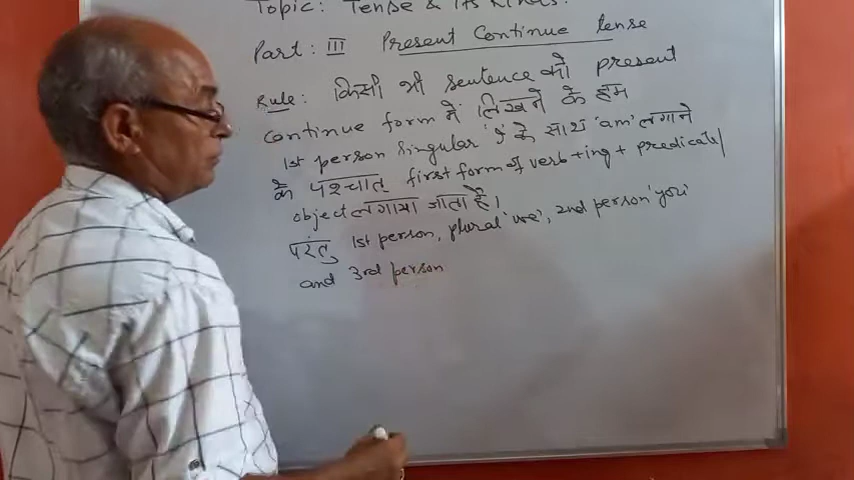 Topic: Tense & its kinds.
Part: III Present Continue Tense
Rule: किसी भी sentence को present
continue form में लिखने के हम
1st person singular 'I' के साथ 'am' लगाने
के पश्चात् first form of verb + ing + predicate/
object लगाया जाता है।
परंतु 1st person, plural 'we', 2nd person 'you'
and 3rd person